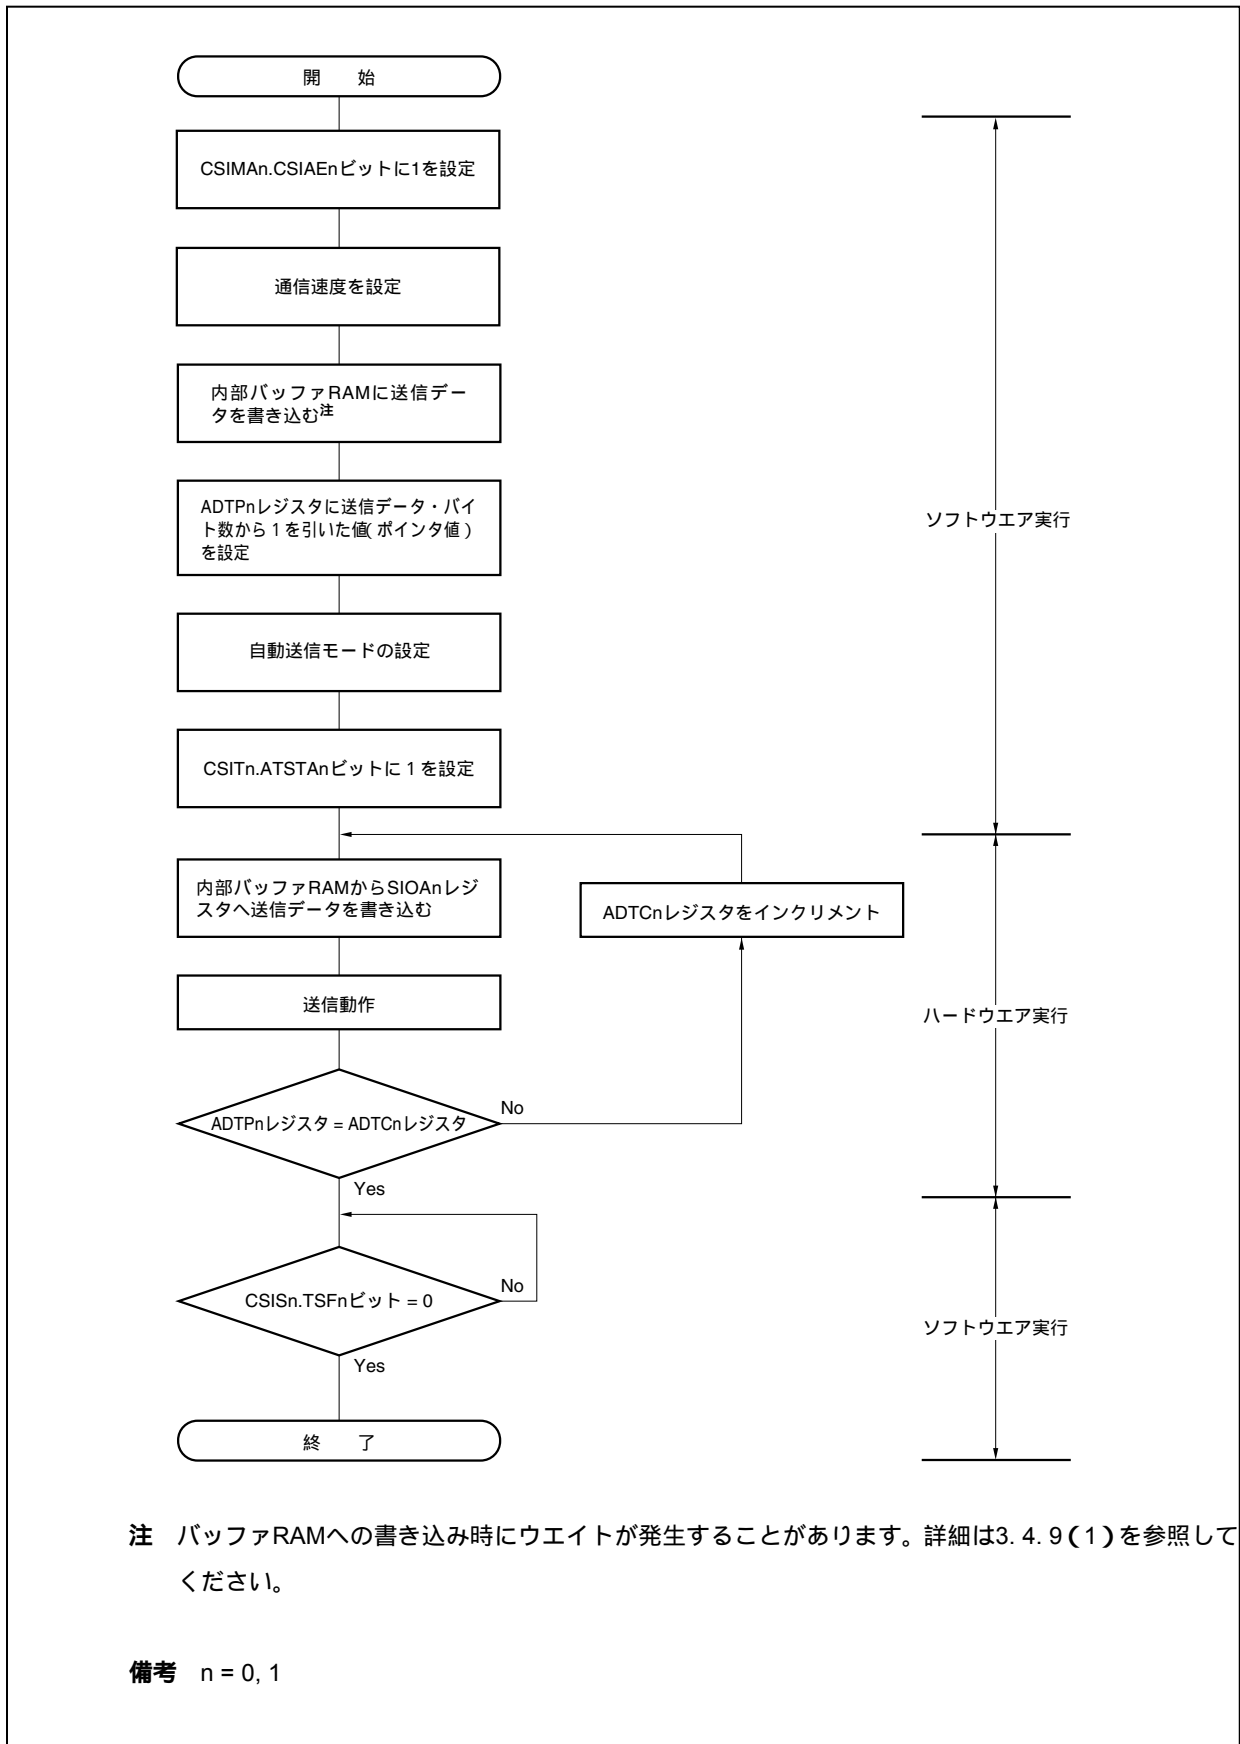 開　　始
CSIMAn.CSIAEnビットに1を設定
通信速度を設定
内部バッファRAMに送信デー
タを書き込む注
ADTPnレジスタに送信データ・バイ
ト数から１を引いた値(ポインタ値)
を設定
ソフトウエア実行
自動送信モードの設定
CSITn.ATSTAnビットに１を設定
内部バッファRAMからSIOAnレジ
スタへ送信データを書き込む
ADTCnレジスタをインクリメント
送信動作
ハードウエア実行
ADTPnレジスタ = ADTCnレジスタ
No
Yes
CSISn.TSFnビット = 0
No
ソフトウエア実行
Yes
終　　了
注　バッファRAMへの書き込み時にウエイトが発生することがあります。詳細は3. 4. 9(1)を参照して
ください。
備考　n = 0, 1